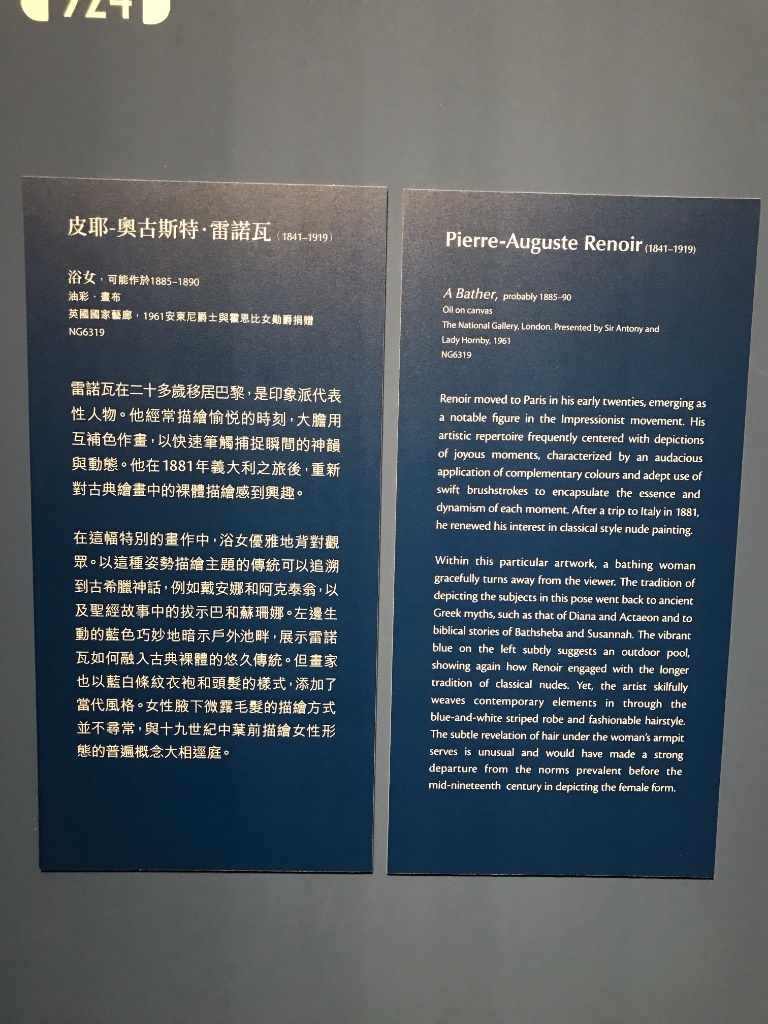 924
皮耶-奧古斯特·雷諾瓦(1841–1919)
浴女，可能作於1885–1890
油彩·畫布
英國國家藝廊，1961安東尼爵士與霍恩比女勛爵捐贈
NG6319
雷諾瓦在二十多歲移居巴黎，是印象派代表
性人物。他經常描繪愉悅的時刻，大膽用
互補色作畫，以快速筆觸捕捉瞬間的神韻
與動態。他在1881年義大利之旅後，重新
對古典繪畫中的裸體描繪感到興趣。
在這幅特別的畫作中，浴女優雅地背對觀
眾。以這種姿勢描繪主題的傳統可以追溯
到古希臘神話，例如戴安娜和阿克泰翁，以
及聖經故事中的拔示巴和蘇珊娜。左邊生
動的藍色巧妙地暗示戶外池畔，展示雷諾
瓦如何融入古典裸體的悠久傳統。但畫家
也以藍白條紋衣袍和頭髮的樣式，添加了
當代風格。女性腋下微露毛髮的描繪方式
並不尋常，與十九世紀中葉前描繪女性形
態的普遍概念大相逕庭。
Pierre-Auguste Renoir (1841–1919)
A Bather, probably 1885–90
Oil on canvas
The National Gallery, London. Presented by Sir Antony and
Lady Hornby, 1961
NG6319
Renoir moved to Paris in his early twenties, emerging as
a notable figure in the Impressionist movement. His
artistic repertoire frequently centered with depictions
of joyous moments, characterized by an audacious
application of complementary colours and adept use of
swift brushstrokes to encapsulate the essence and
dynamism of each moment. After a trip to Italy in 1881,
he renewed his interest in classical style nude painting.
Within this particular artwork, a bathing woman
gracefully turns away from the viewer. The tradition of
depicting the subjects in this pose went back to ancient
Greek myths, such as that of Diana and Actaeon and to
biblical stories of Bathsheba and Susannah. The vibrant
blue on the left subtly suggests an outdoor pool,
showing again how Renoir engaged with the longer
tradition of classical nudes. Yet, the artist skilfully
weaves contemporary elements in through the
blue-and-white striped robe and fashionable hairstyle.
The subtle revelation of hair under the woman's armpit
serves is unusual and would have made a strong
departure from the norms prevalent before the
mid-nineteenth century in depicting the female form.